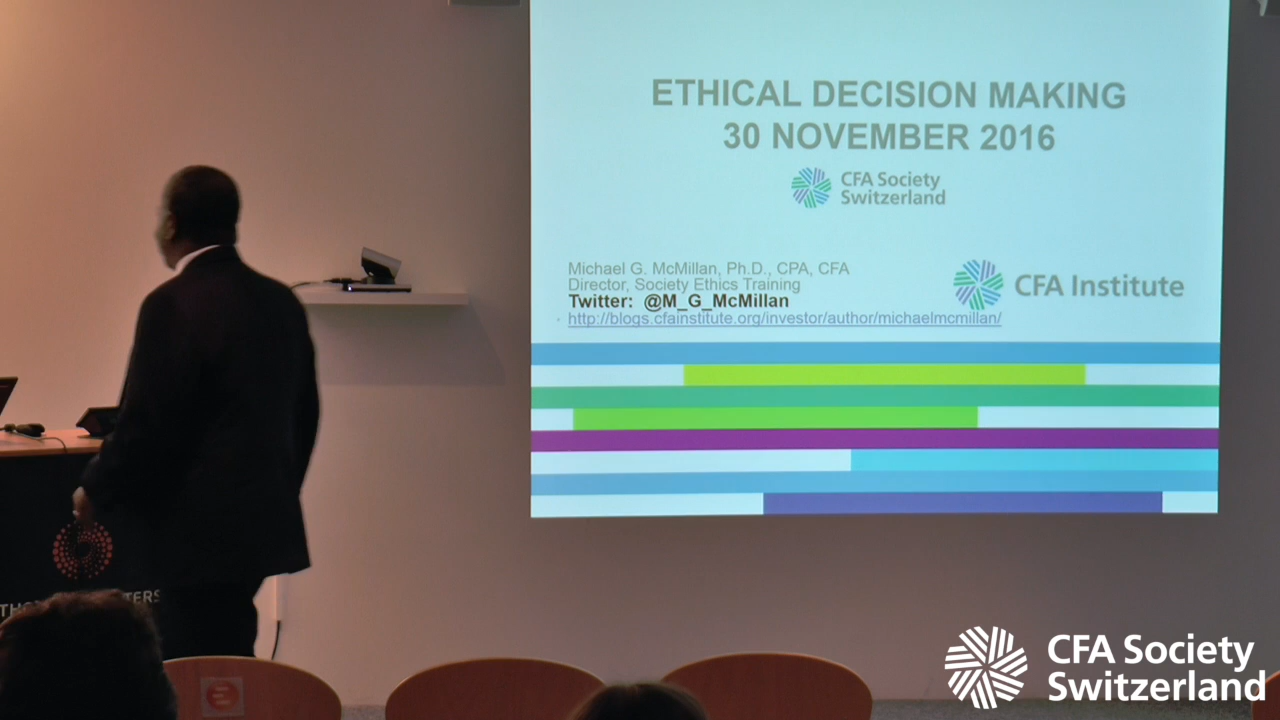 ETHICAL DECISION MAKING
30 NOVEMBER 2016
CFA Society
Switzerland
Michael G. McMillan, Ph.D., CPA, CFA
Director, Society Ethics Training
Twitter: @M_G_McMillan
http://blogs.cfainstitute.org/investor/author/michaelmcmillan/
CFA Institute
CFA Society
Switzerland